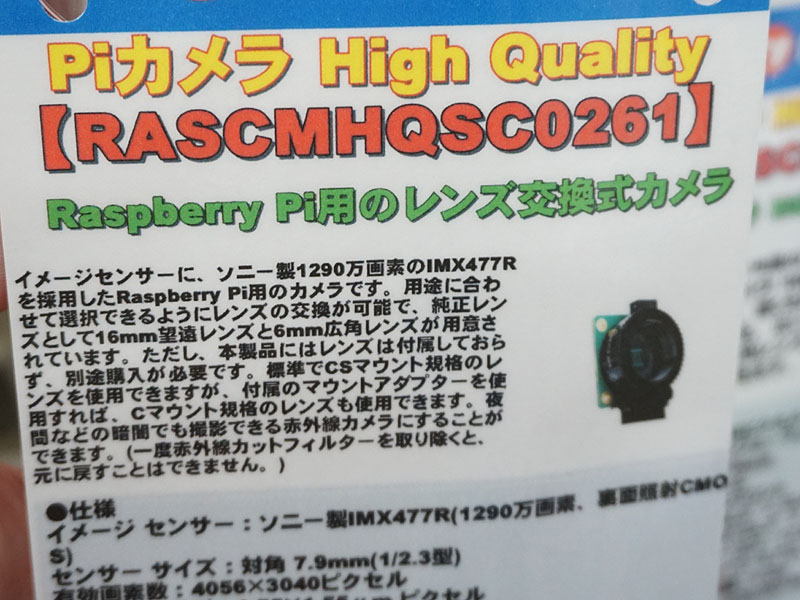 Piカメラ High Quality
【RASCMHQSC0261】
Raspberry Pi用のレンズ交換式カメラ
イメージセンサーに、ソニー製1290万画素のIMX477R
を採用したRaspberry Pi用のカメラです。用途に合わ
せて選択できるようにレンズの交換が可能で、純正レン
ズとして16mm望遠レンズと6mm広角レンズが用意さ
れています。ただし、本製品にはレンズは付属しておら
ず、別途購入が必要です。標準でCSマウント規格のレ
ンズを使用できますが、付属のマウントアダプターを使
用すれば、Cマウント規格のレンズも使用できます。夜
間などの暗闇でも撮影できる赤外線カメラにすることが
できます。(一度赤外線カットフィルターを取り除くと、
元に戻すことはできません。)
●仕様
イメージ センサー：ソニー製IMX477R(1290万画素、裏面照射CMO
S)
センサー サイズ：対角 7.9mm(1/2.3型)
有効画素数：4056×3040ピクセル